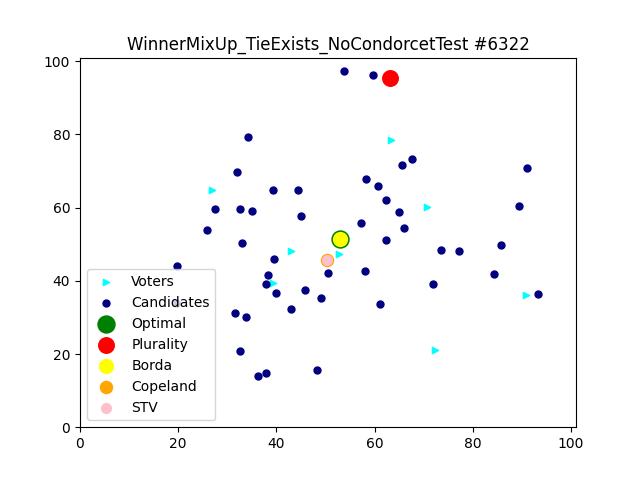 WinnerMixUp_TieExists_NoCondorcetTest #6322
100
80
60
40
20
0
Voters
Candidates
Optimal
Plurality
Borda
Copeland
STV
0 20 40 60 80 100